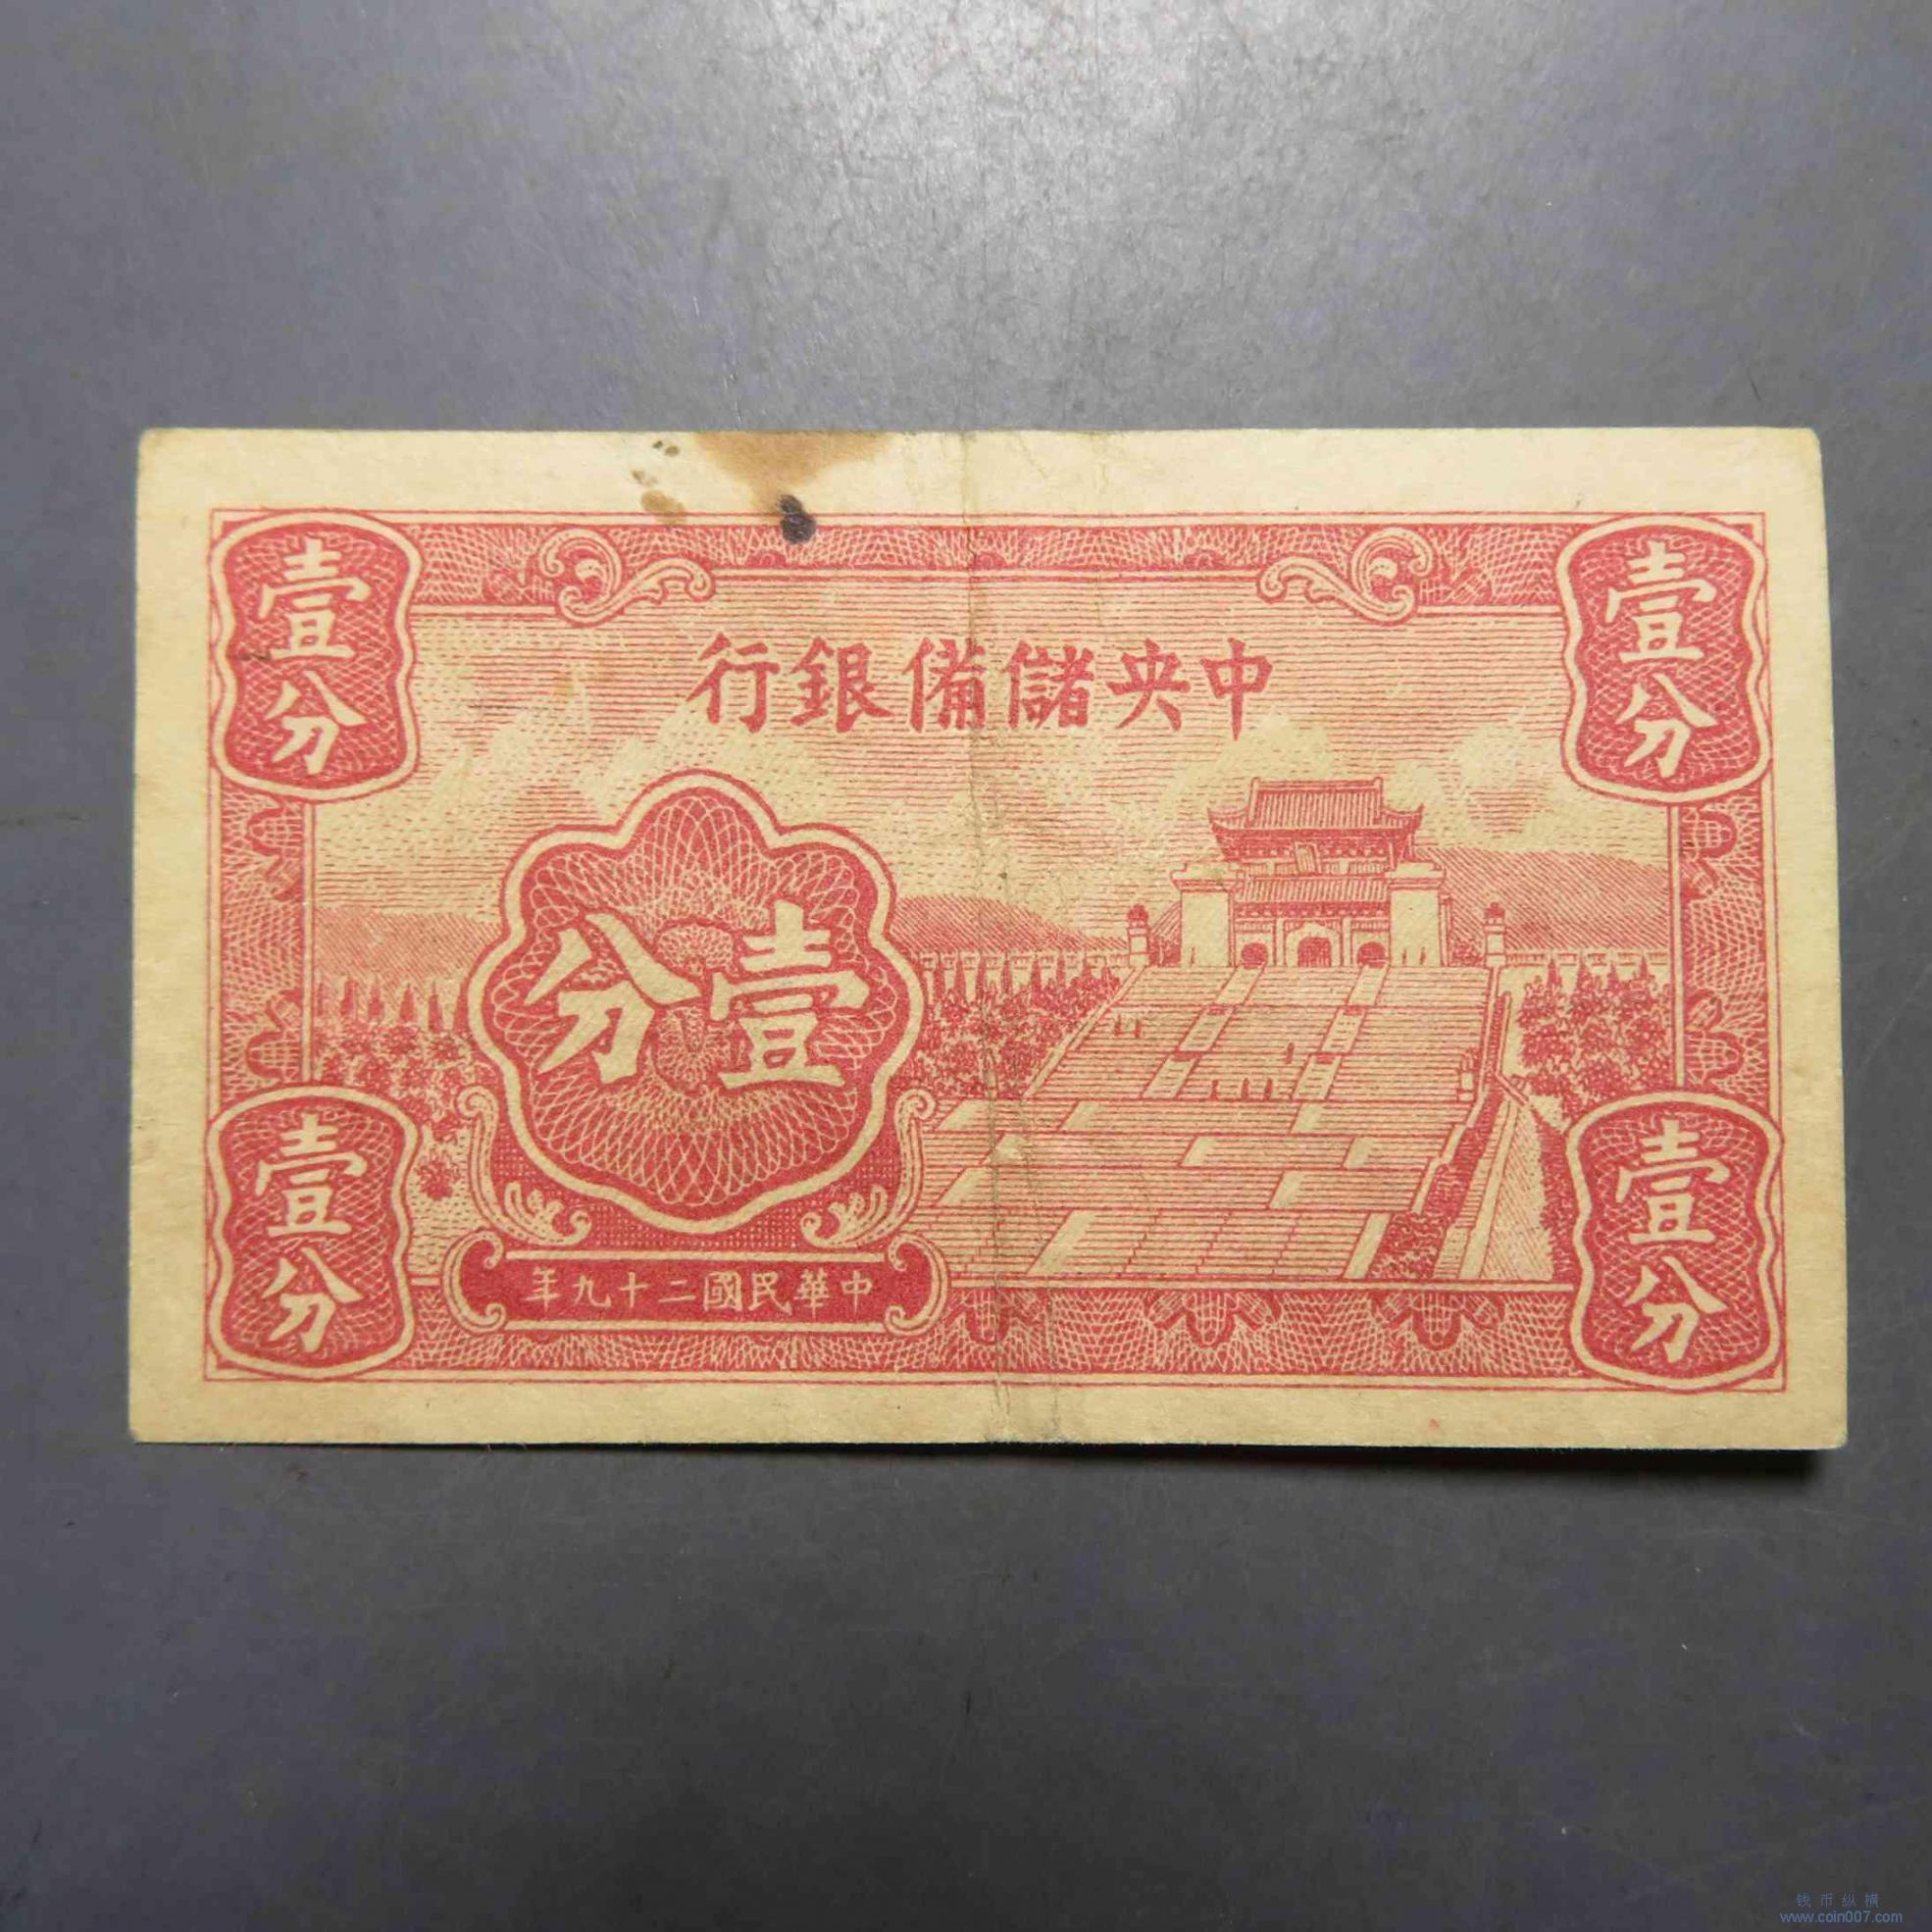 壹分
壹分
中央儲備銀行
壹分
壹分
壹分
中華民國二十九年
钱币纵横
www.coin007.com